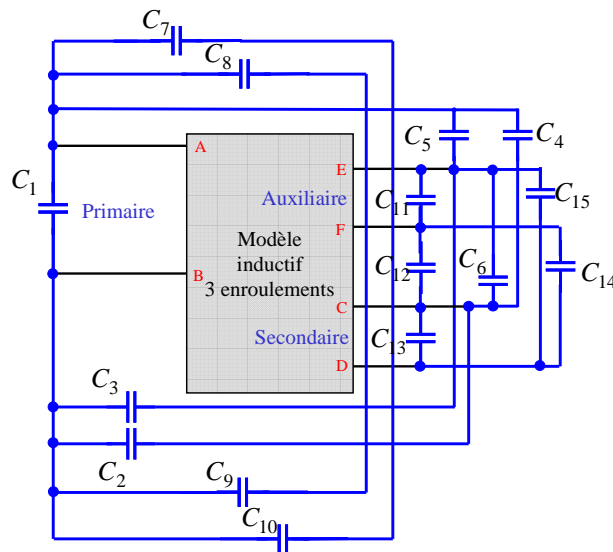 C7
C8
C5
C4
A
C1
E
C15
Primaire
Auxiliaire
C11
F
Modèle
inductif
3 enroulements
B
C12
C6
C14
C
Secondaire
C13
D
C3
C2
C9
C10